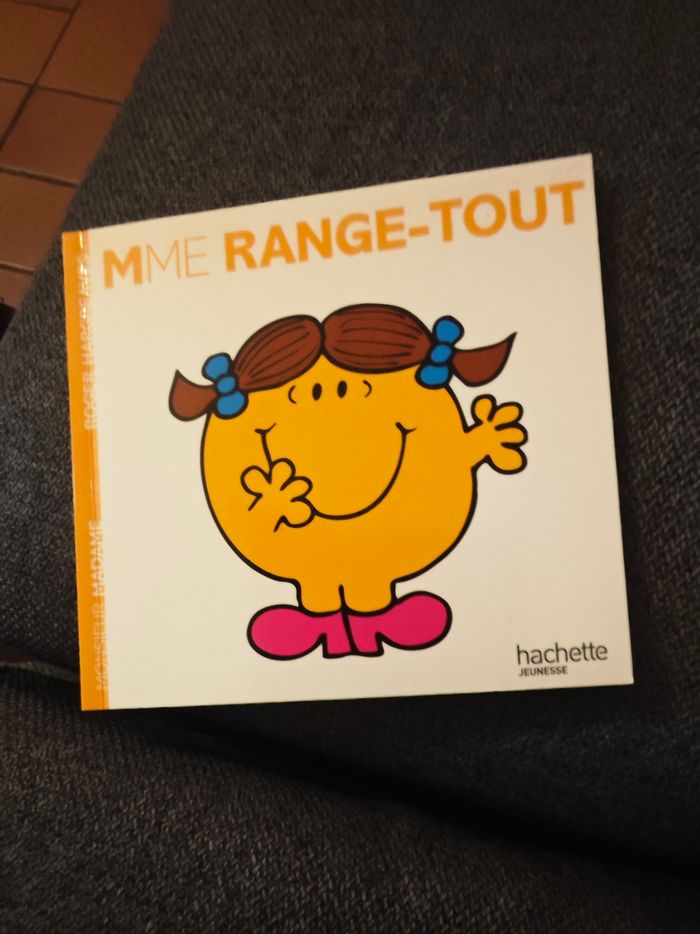 MME RANGE-TOUT
ROGER HARGREAVES
MONSIEUR MADAME
hachette
JEUNESSE